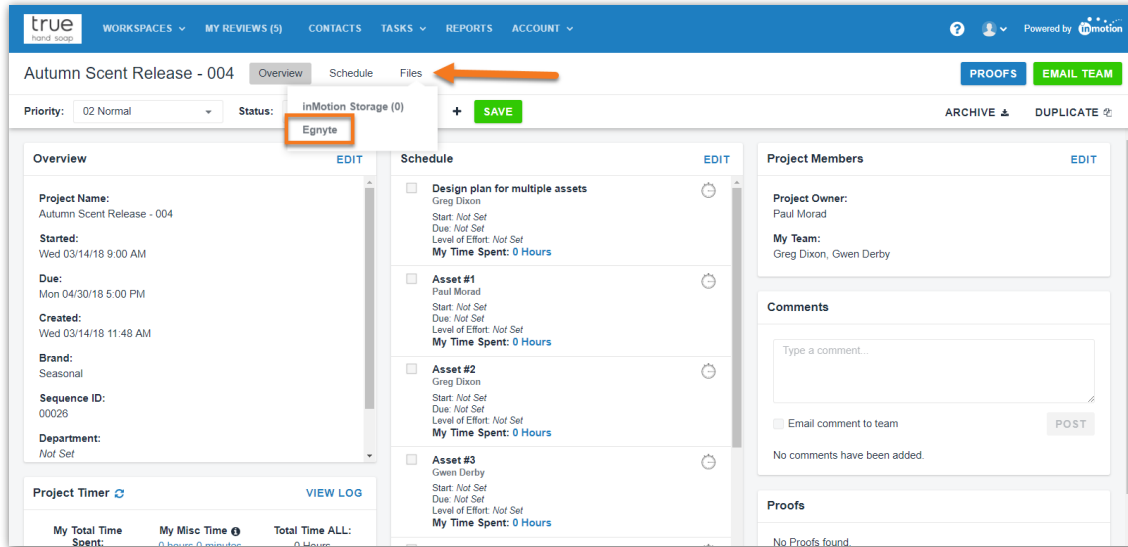 true
hand soap
WORKSPACES
MY REVIEWS (5)
CONTACTS
TASKS
REPORTS
ACCOUNT
?
Powered by inmotion
Autumn Scent Release - 004
Overview
Schedule
Files
PROOFS
EMAIL TEAM
Priority:
02 Normal
Status:
inMotion Storage (0)
Egnyte
+
SAVE
ARCHIVE
DUPLICATE
Overview
EDIT
Project Name:
Autumn Scent Release - 004
Started:
Wed 03/14/18 9:00 AM
Due:
Mon 04/30/18 5:00 PM
Created:
Wed 03/14/18 11:48 AM
Brand:
Seasonal
Sequence ID:
00026
Department:
Not Set
Project Timer
VIEW LOG
My Total Time
Spent:
My Misc Time
0 hours 0 minutes
Total Time ALL:
0 Hours
Schedule
EDIT
Design plan for multiple assets
Greg Dixon
Start: Not Set
Due: Not Set
Level of Effort: Not Set
My Time Spent: 0 Hours
Asset #1
Paul Morad
Start: Not Set
Due: Not Set
Level of Effort: Not Set
My Time Spent: 0 Hours
Asset #2
Greg Dixon
Start: Not Set
Due: Not Set
Level of Effort: Not Set
My Time Spent: 0 Hours
Asset #3
Gwen Derby
Start: Not Set
Due: Not Set
Level of Effort: Not Set
My Time Spent: 0 Hours
Project Members
EDIT
Project Owner:
Paul Morad
My Team:
Greg Dixon, Gwen Derby
Comments
Type a comment...
Email comment to team
POST
No comments have been added.
Proofs
No Proofs found.